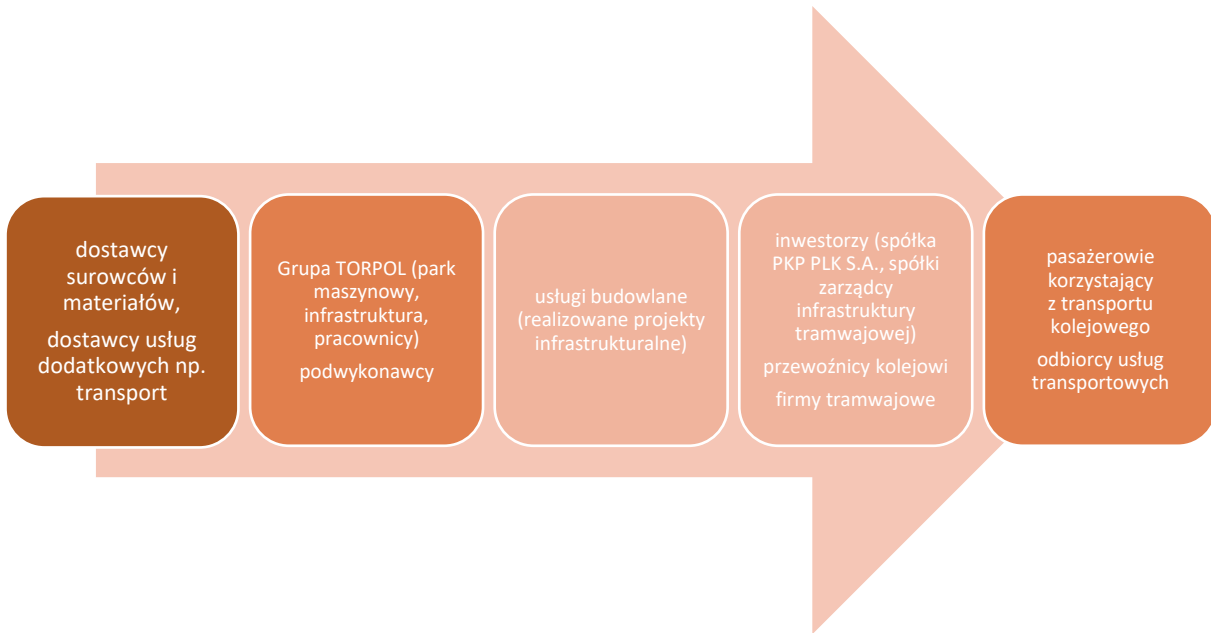 dostawcy
surowców i
materiałów,
dostawcy usług
dodatkowych np.
transport
Grupa TORPOL (park
maszynowy,
infrastruktura,
pracownicy)
podwykonawcy
usługi budowlane
(realizowane projekty
infrastrukturalne)
inwestorzy (spółka
PKP PLK S.A., spółki
zarządcy
infrastruktury
tramwajowej)
przewoźnicy kolejowi
firmy tramwajowe
pasażerowie
korzystający
z transportu
kolejowego
odbiorcy usług
transportowych